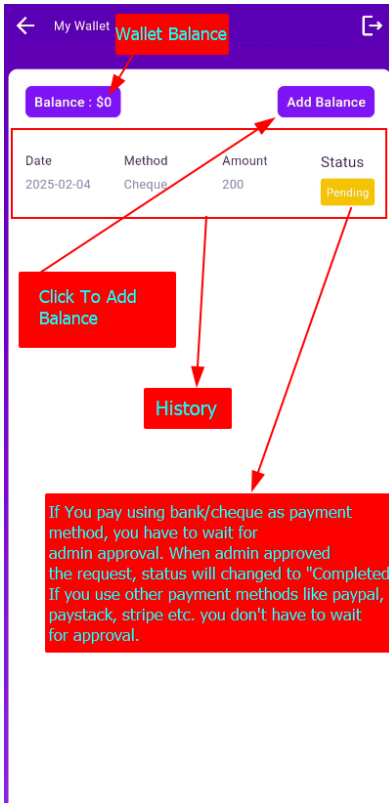 My Wallet
Wallet Balance
Balance : $0
Add Balance
Date Method Amount Status
2025-02-04 Cheque 200 Pending
Click To Add
Balance
History
If You pay using bank/cheque as payment
method, you have to wait for
admin approval. When admin approved
the request, status will changed to "Completed
If you use other payment methods like paypal,
paystack, stripe etc. you don't have to wait
for approval.